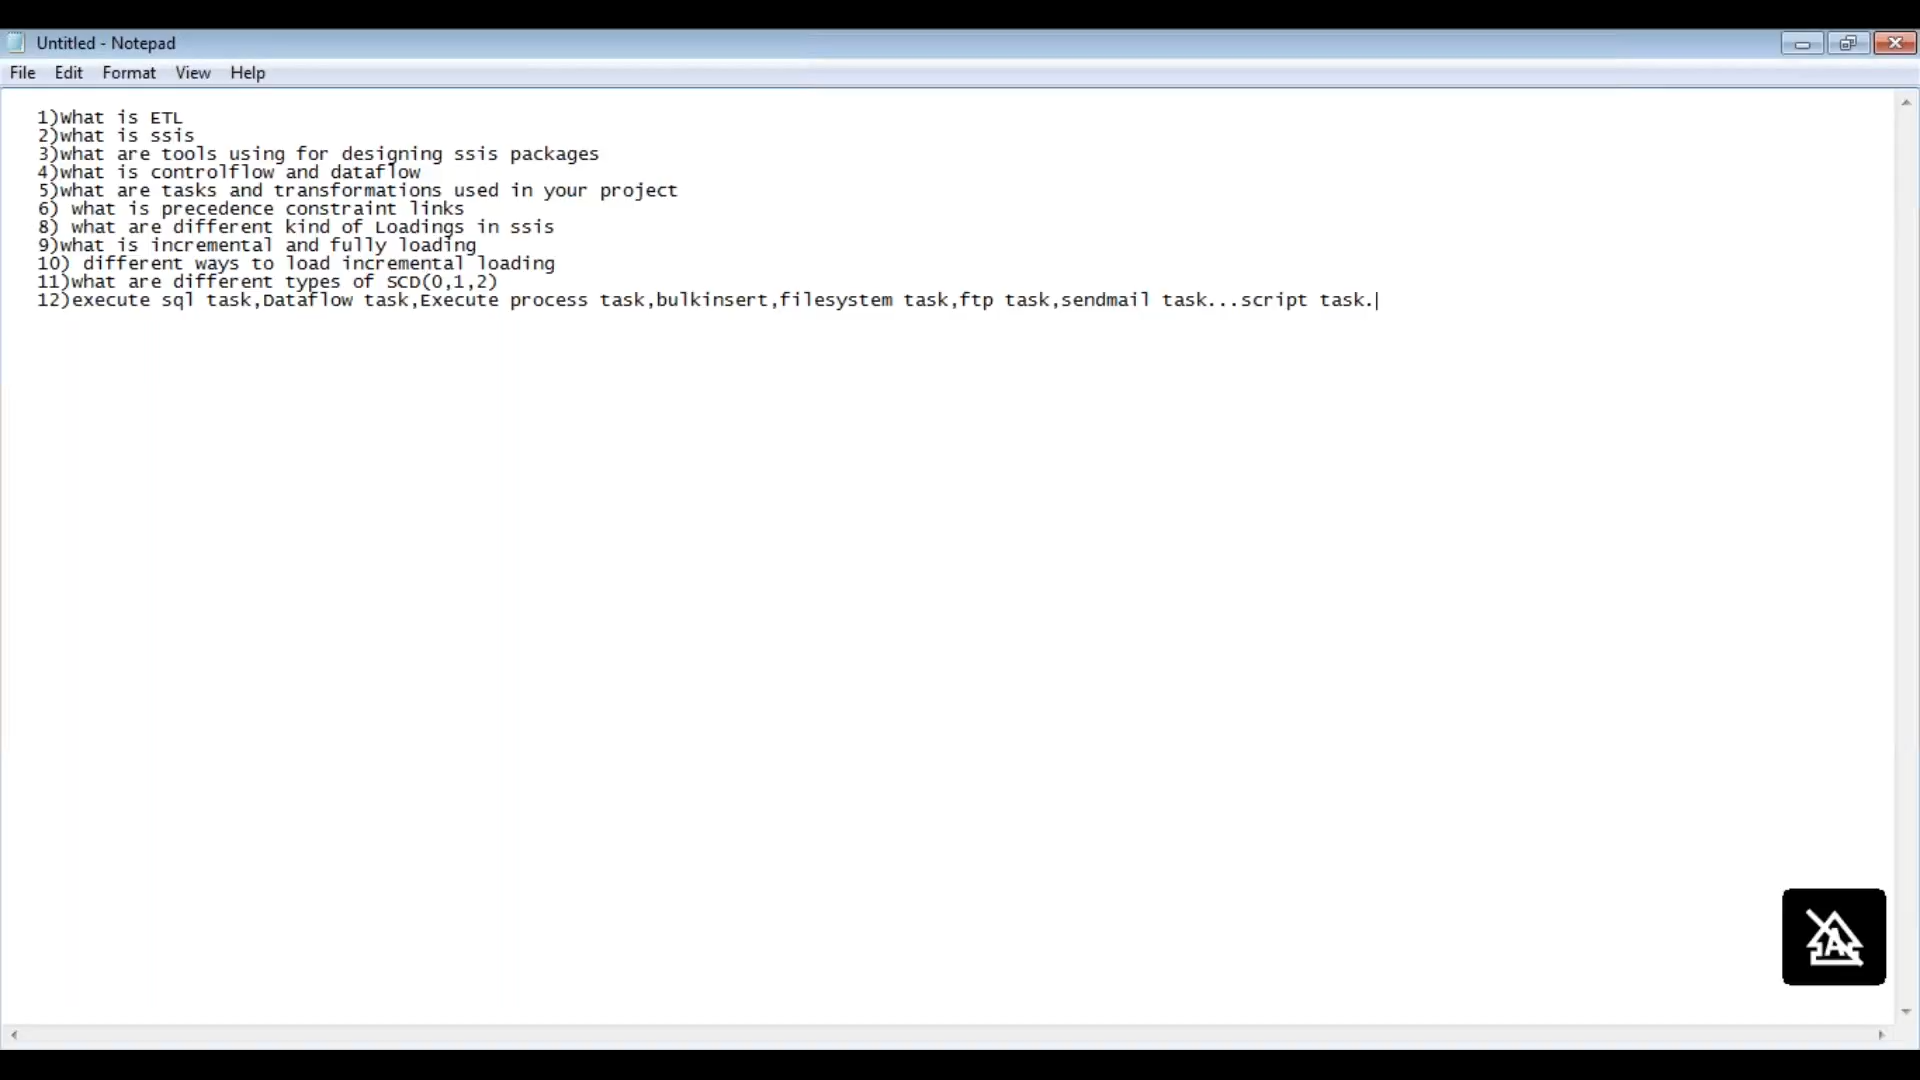 Untitled - Notepad
File Edit Format View Help
1)what is ETL
2)what is ssis
3)what are tools using for designing ssis packages
4)what is controlflow and dataflow
5)what are tasks and transformations used in your project
6) what is precedence constraint links
8) what are different kind of Loadings in ssis
9)what is incremental and fully loading
10) different ways to load incremental loading
11)what are different types of SCD(0,1,2)
12)execute sql task,Dataflow task,Execute process task,bulkinsert,filesystem task,ftp task,sendmail task...script task.
A